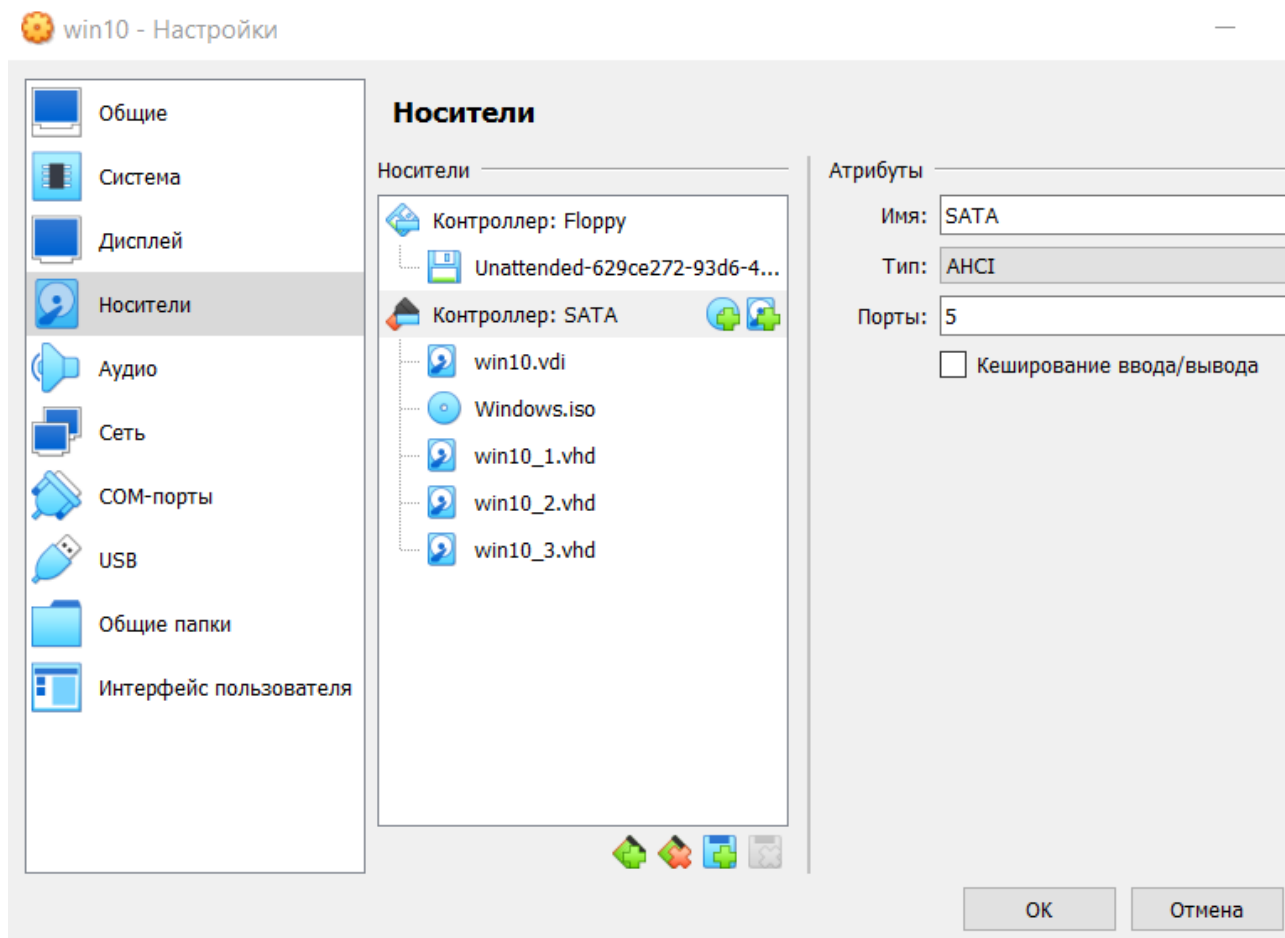 win10 - Настройки
Общие
Система
Дисплей
Носители
Аудио
Сеть
COM-порты
USB
Общие папки
Интерфейс пользователя
Носители
Носители
Контроллер: Floppy
Unattended-629ce272-93d6-4...
Контроллер: SATA
win10.vdi
Windows.iso
win10_1.vhd
win10_2.vhd
win10_3.vhd
Атрибуты
Имя: SATA
Тип: AHCI
Порты: 5
Кеширование ввода/вывода
OK Отмена